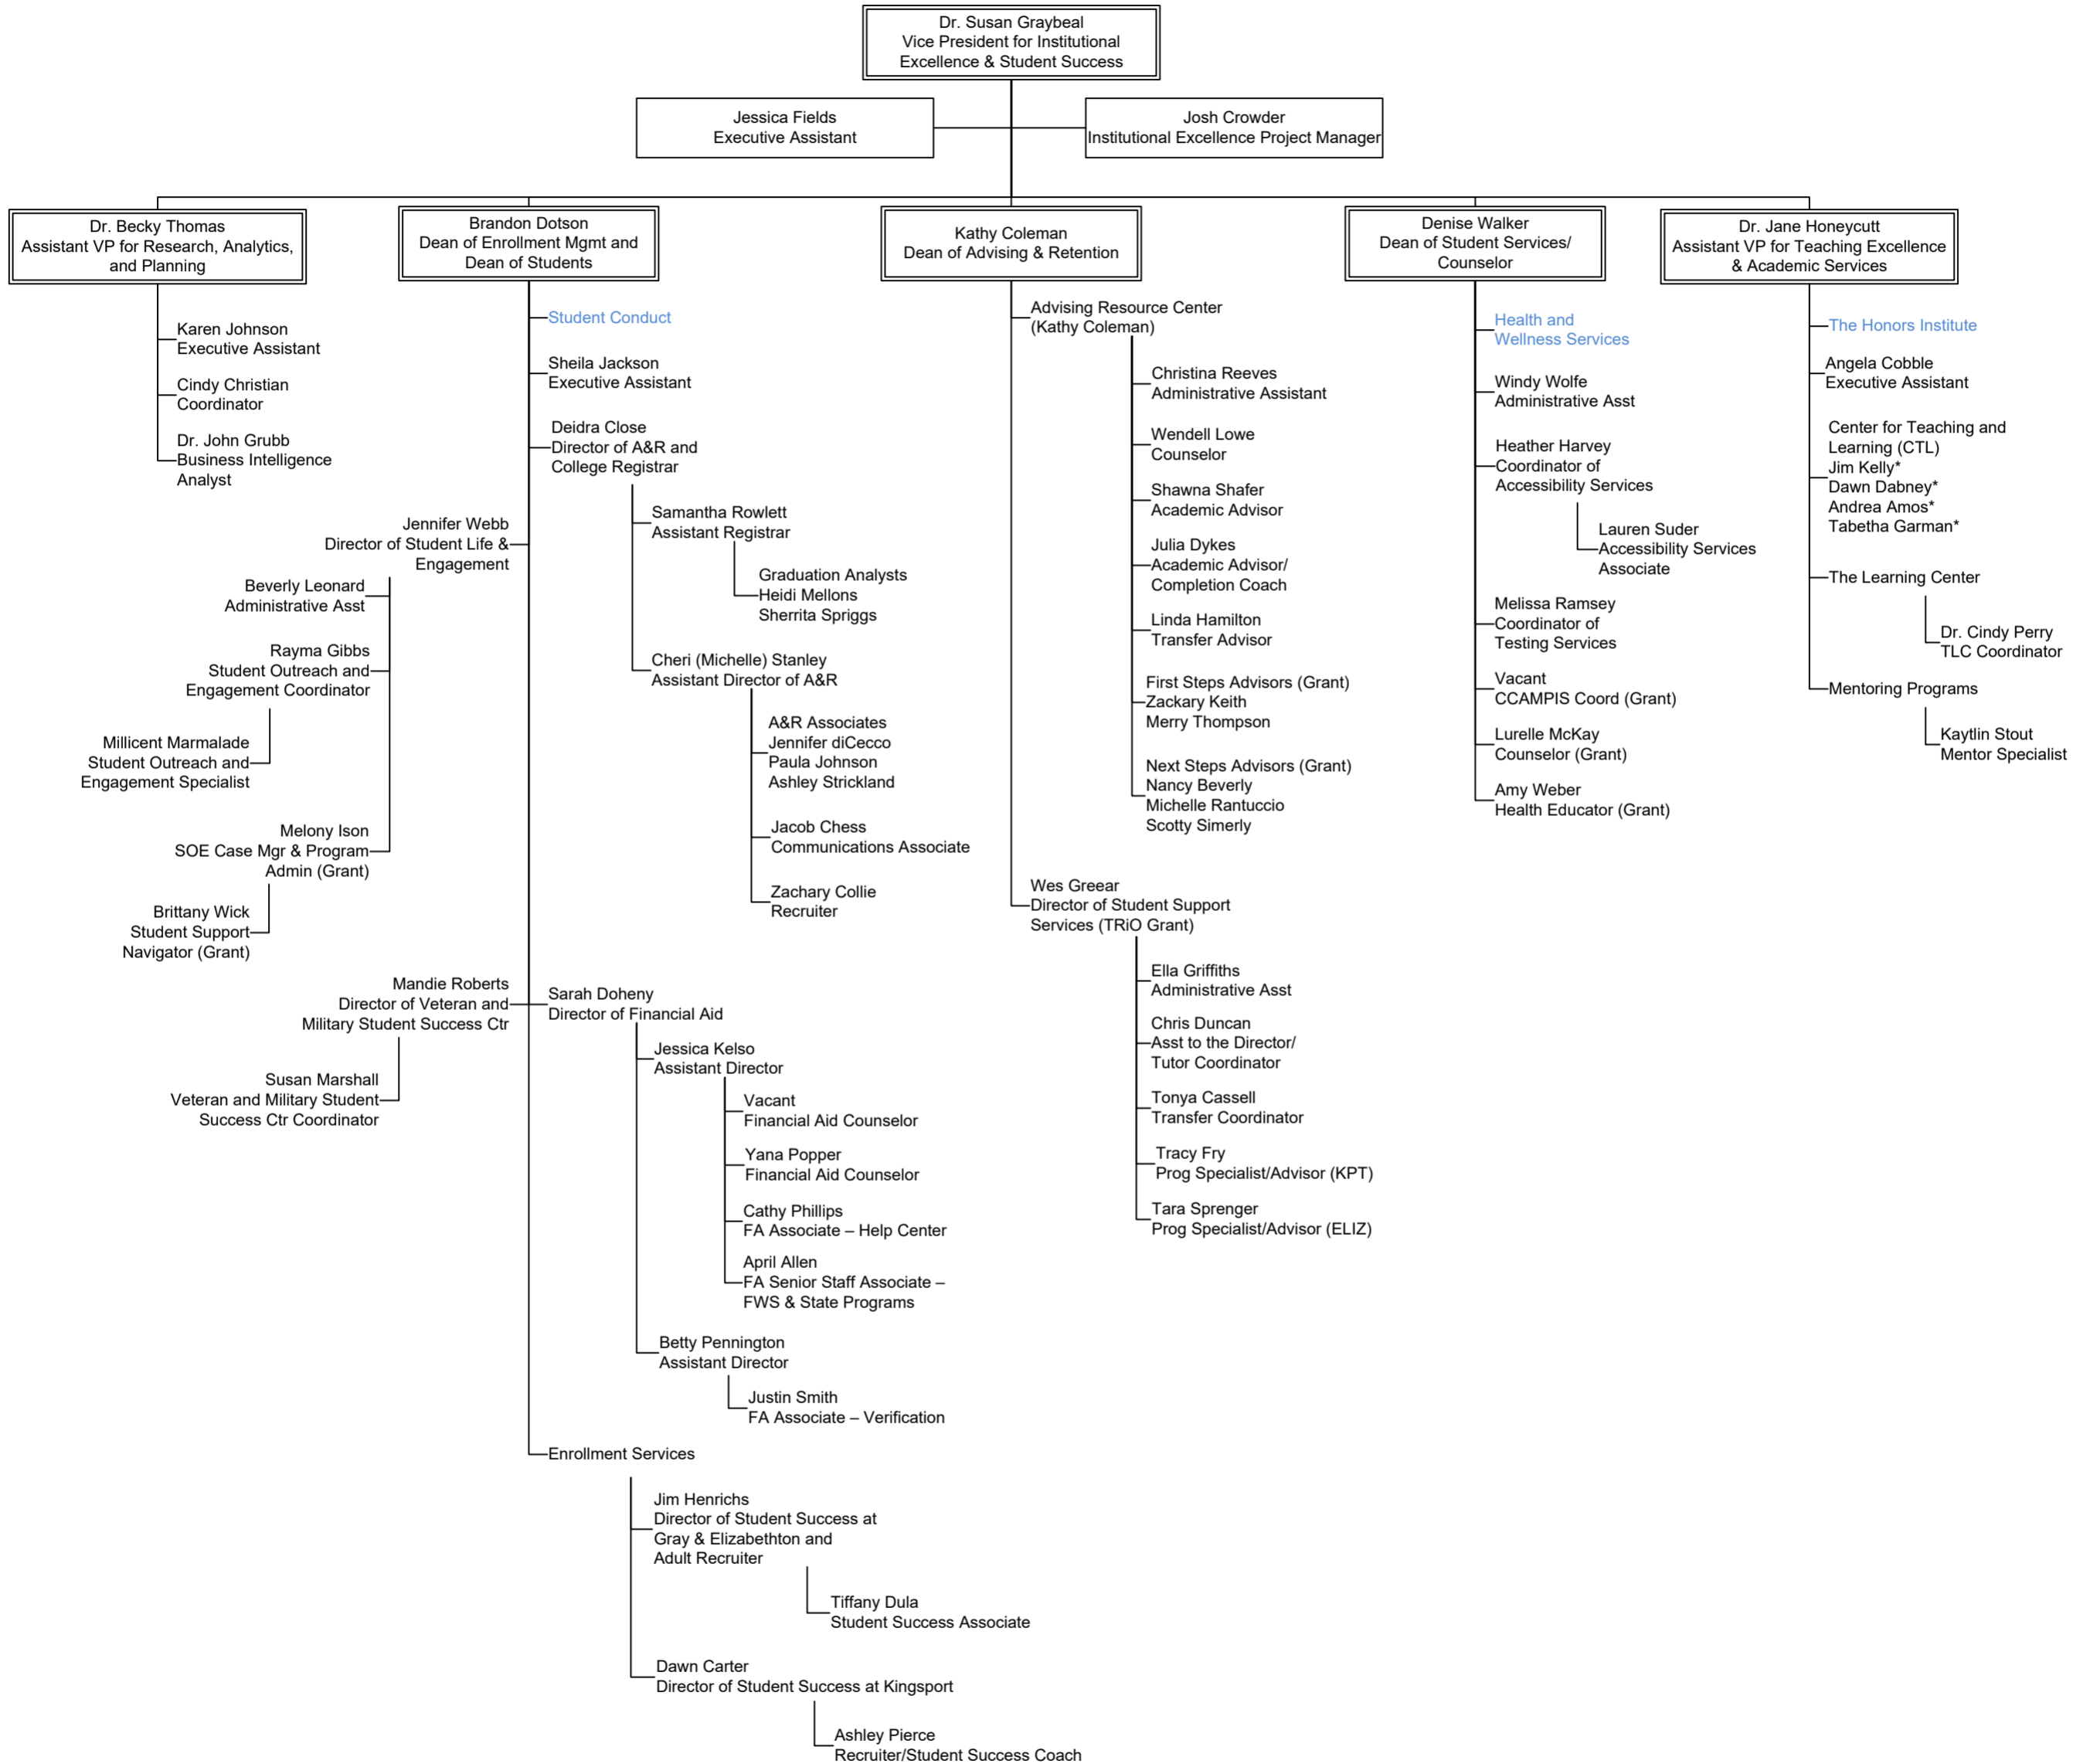 Dr. Susan Graybeal
Vice President for Institutional
Excellence & Student Success
Jessica Fields
Executive Assistant
Josh Crowder
Institutional Excellence Project Manager
Dr. Becky Thomas
Assistant VP for Research, Analytics,
and Planning
Karen Johnson
Executive Assistant
Cindy Christian
Coordinator
Dr. John Grubb
Business Intelligence
Analyst
Brandon Dotson
Dean of Enrollment Mgmt and
Dean of Students
Student Conduct
Sheila Jackson
Executive Assistant
Deidra Close
Director of A&R and
College Registrar
Samantha Rowlett
Assistant Registrar
Graduation Analysts
Heidi Mellons
Sherrita Spriggs
Cheri (Michelle) Stanley
Assistant Director of A&R
A&R Associates
Jennifer diCecco
Paula Johnson
Ashley Strickland
Jacob Chess
Communications Associate
Zachary Collie
Recruiter
Jennifer Webb
Director of Student Life &
Engagement
Beverly Leonard
Administrative Asst
Rayma Gibbs
Student Outreach and
Engagement Coordinator
Millicent Marmalade
Student Outreach and
Engagement Specialist
Melony Ison
SOE Case Mgr & Program
Admin (Grant)
Brittany Wick
Student Support
Navigator (Grant)
Mandie Roberts
Director of Veteran and
Military Student Success Ctr
Susan Marshall
Veteran and Military Student
Success Ctr Coordinator
Sarah Doheny
Director of Financial Aid
Jessica Kelso
Assistant Director
Vacant
Financial Aid Counselor
Yana Popper
Financial Aid Counselor
Cathy Phillips
FA Associate – Help Center
April Allen
FA Senior Staff Associate –
FWS & State Programs
Betty Pennington
Assistant Director
Justin Smith
FA Associate – Verification
Enrollment Services
Jim Henrichs
Director of Student Success at
Gray & Elizabethton and
Adult Recruiter
Tiffany Dula
Student Success Associate
Dawn Carter
Director of Student Success at Kingsport
Ashley Pierce
Recruiter/Student Success Coach
Kathy Coleman
Dean of Advising & Retention
Advising Resource Center
(Kathy Coleman)
Christina Reeves
Administrative Assistant
Wendell Lowe
Counselor
Shawna Shafer
Academic Advisor
Julia Dykes
Academic Advisor/
Completion Coach
Linda Hamilton
Transfer Advisor
First Steps Advisors (Grant)
Zackary Keith
Merry Thompson
Next Steps Advisors (Grant)
Nancy Beverly
Michelle Rantuccio
Scotty Simerly
Wes Greear
Director of Student Support
Services (TRiO Grant)
Ella Griffiths
Administrative Asst
Chris Duncan
Asst to the Director/
Tutor Coordinator
Tonya Cassell
Transfer Coordinator
Tracy Fry
Prog Specialist/Advisor (KPT)
Tara Sprenger
Prog Specialist/Advisor (ELIZ)
Denise Walker
Dean of Student Services/
Counselor
Health and
Wellness Services
Windy Wolfe
Administrative Asst
Heather Harvey
Coordinator of
Accessibility Services
Lauren Suder
Accessibility Services
Associate
Melissa Ramsey
Coordinator of
Testing Services
Vacant
CCAMPIS Coord (Grant)
Lurelle McKay
Counselor (Grant)
Amy Weber
Health Educator (Grant)
Dr. Jane Honeycutt
Assistant VP for Teaching Excellence
& Academic Services
The Honors Institute
Angela Cobble
Executive Assistant
Center for Teaching and
Learning (CTL)
Jim Kelly*
Dawn Dabney*
Andrea Amos*
Tabetha Garman*
The Learning Center
Dr. Cindy Perry
TLC Coordinator
Mentoring Programs
Kaytlin Stout
Mentor Specialist